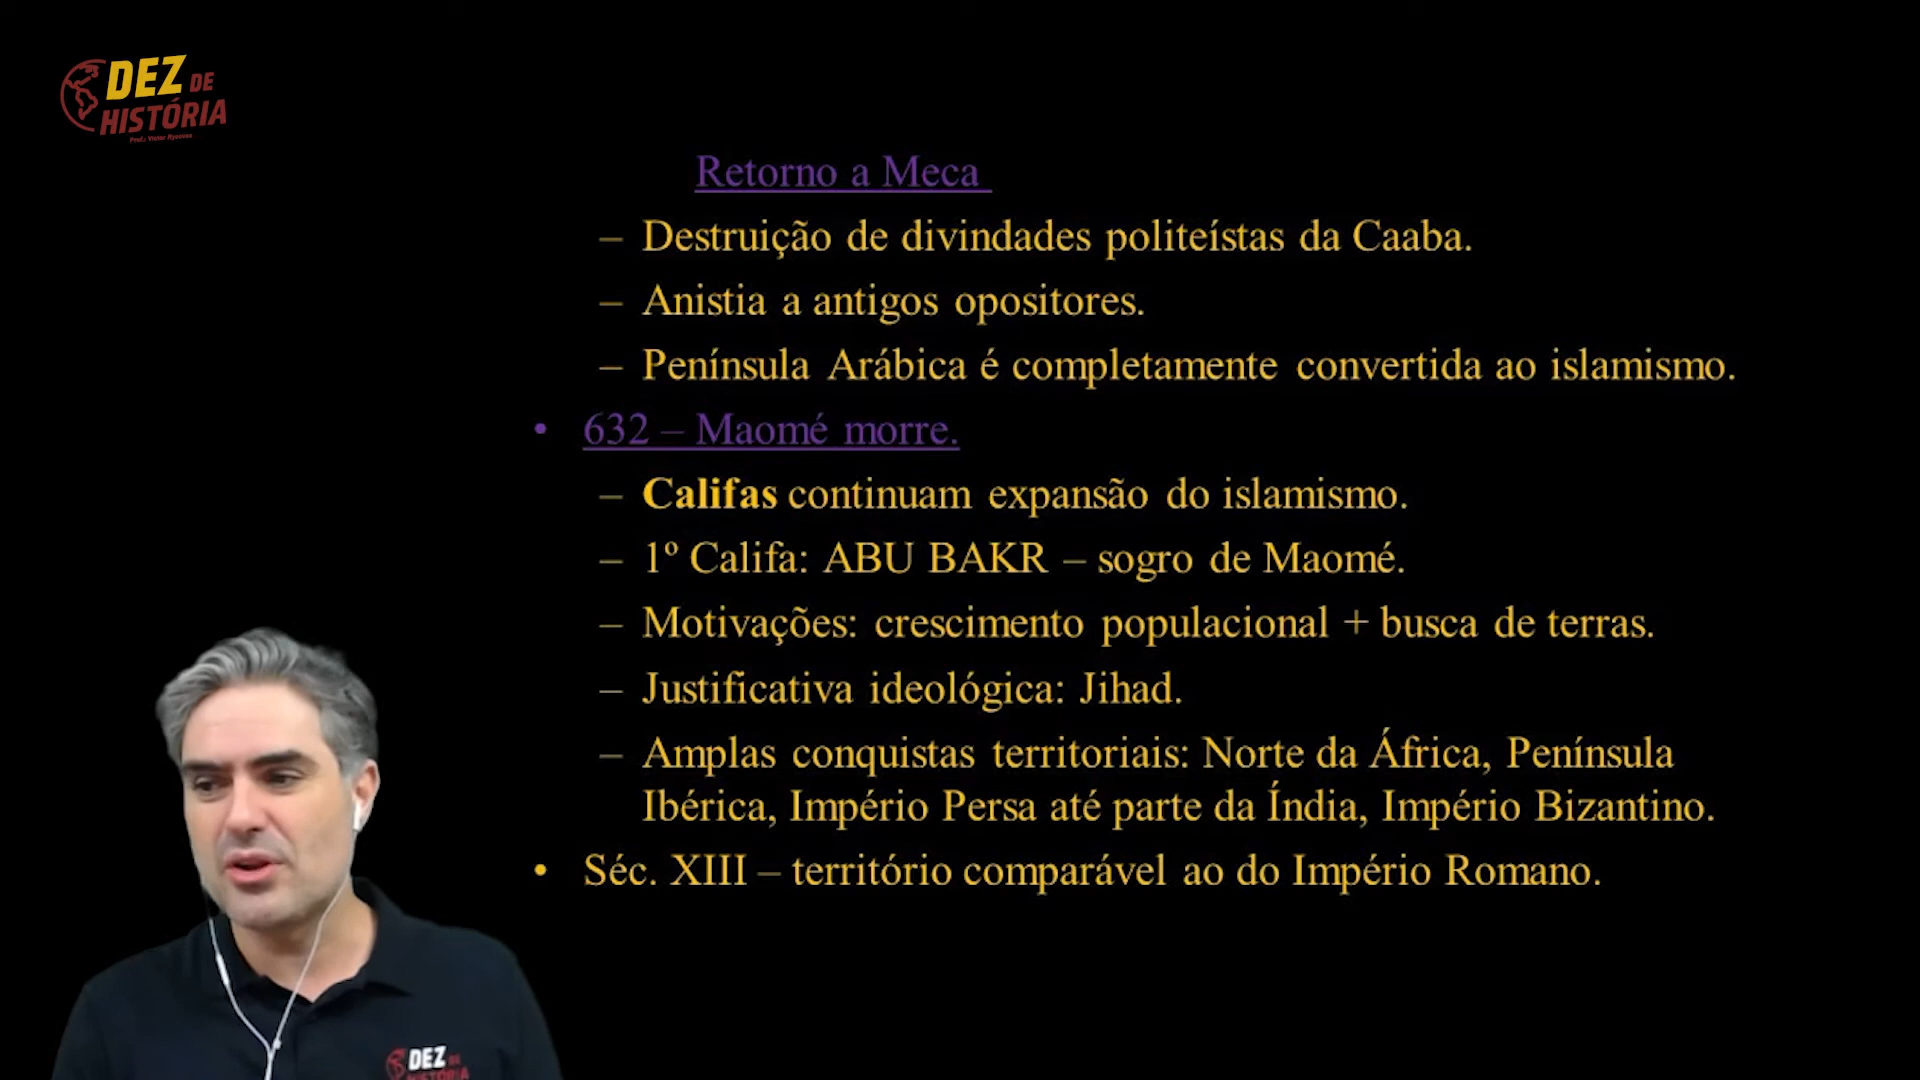 DEZ DE
HISTÓRIA
Retorno a Meca
– Destruição de divindades politeístas da Caaba.
– Anistia a antigos opositores.
– Península Arábica é completamente convertida ao islamismo.
• 632 – Maomé morre.
– Califas continuam expansão do islamismo.
– 1º Califa: ABU BAKR – sogro de Maomé.
– Motivações: crescimento populacional + busca de terras.
– Justificativa ideológica: Jihad.
– Amplas conquistas territoriais: Norte da África, Península
Ibérica, Império Persa até parte da Índia, Império Bizantino.
• Séc. XIII – território comparável ao do Império Romano.
DEZ DE
HISTÓRIA